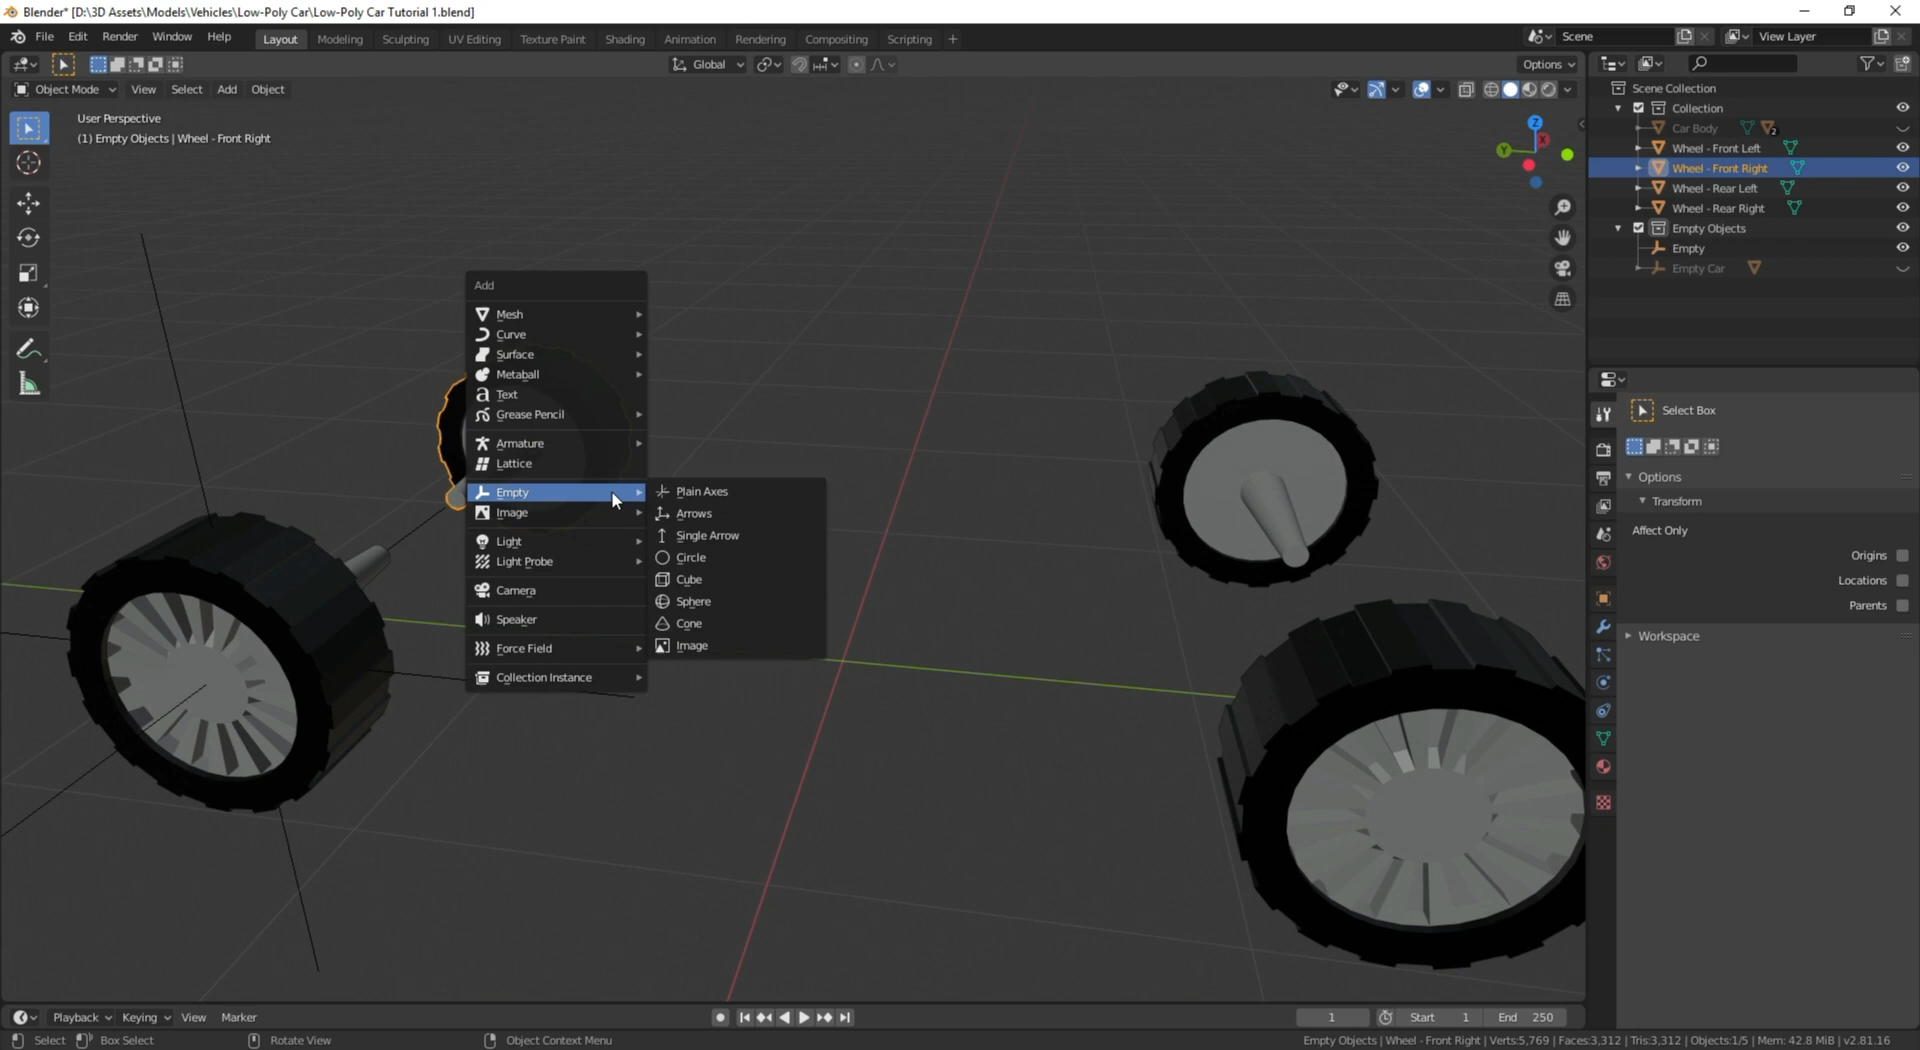 Blender* [D:\3D Assets\Models\Vehicles\Low-Poly Car\Low-Poly Car Tutorial 1.blend]
File Edit Render Window Help Layout Modeling Sculpting UV Editing Texture Paint Shading Animation Rendering Compositing Scripting + Scene View Layer
Global Options
Object Mode View Select Add Object
User Perspective
(1) Empty Objects | Wheel - Front Right
Z
X
Y
Add
Mesh
Curve
Surface
Metaball
Text
Grease Pencil
Armature
Lattice
Empty
Image
Light
Light Probe
Camera
Speaker
Force Field
Collection Instance
Plain Axes
Arrows
Single Arrow
Circle
Cube
Sphere
Cone
Image
Scene Collection
Collection
Car Body 2
Wheel - Front Left
Wheel - Front Right
Wheel - Rear Left
Wheel - Rear Right
Empty Objects
Empty
Empty Car
Select Box
Options
Transform
Affect Only
Origins
Locations
Parents
Workspace
Playback Keying View Marker 1 Start 1 End 250
Select Box Select Rotate View Object Context Menu Empty Objects | Wheel - Front Right | Verts:5,769 | Faces:3,312 | Tris:3,312 | Objects:1/5 | Mem: 42.8 MiB | v2.81.16